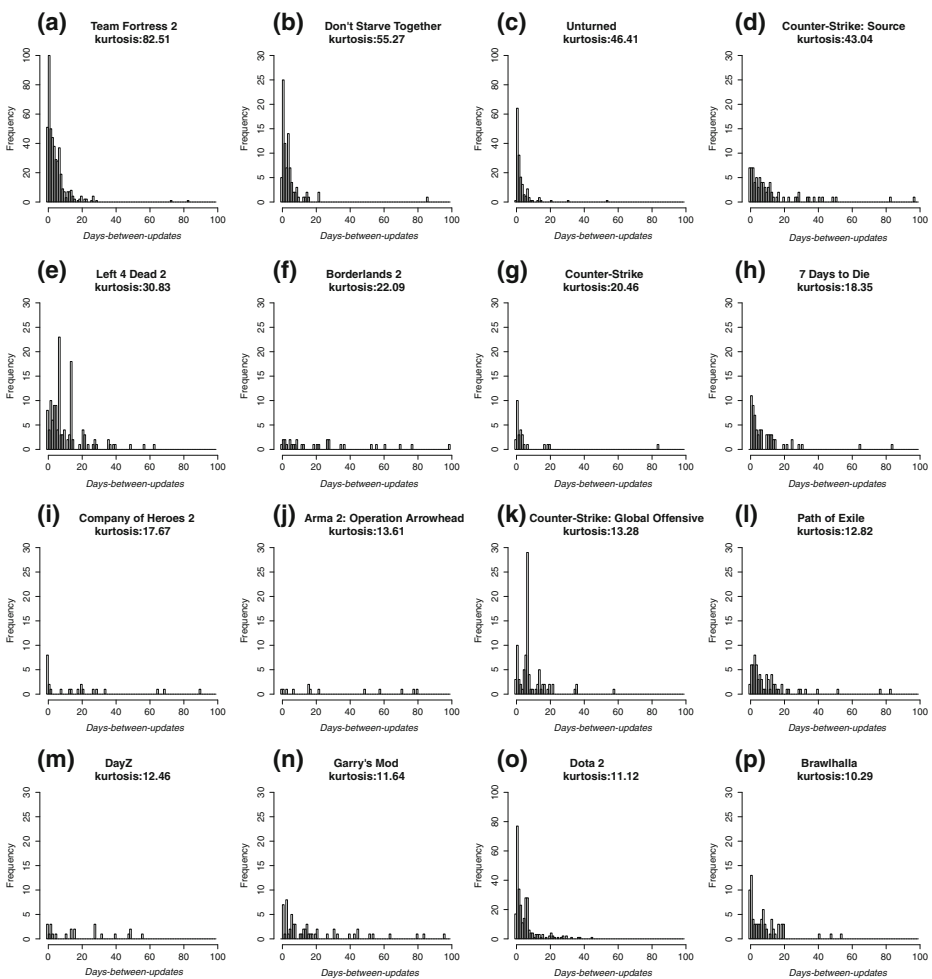 (a) Team Fortress 2
kurtosis:82.51
Frequency
0 20 40 60 80 100
0 20 40 60 80 100
Days-between-updates
(b) Don't Starve Together
kurtosis:55.27
Frequency
0 5 10 15 20 25 30
0 20 40 60 80 100
Days-between-updates
(c) Unturned
kurtosis:46.41
Frequency
0 20 40 60 80 100
0 20 40 60 80 100
Days-between-updates
(d) Counter-Strike: Source
kurtosis:43.04
Frequency
0 5 10 15 20 25 30
0 20 40 60 80 100
Days-between-updates
(e) Left 4 Dead 2
kurtosis:30.83
Frequency
0 5 10 15 20 25 30
0 20 40 60 80 100
Days-between-updates
(f) Borderlands 2
kurtosis:22.09
Frequency
0 5 10 15 20 25 30
0 20 40 60 80 100
Days-between-updates
(g) Counter-Strike
kurtosis:20.46
Frequency
0 5 10 15 20 25 30
0 20 40 60 80 100
Days-between-updates
(h) 7 Days to Die
kurtosis:18.35
Frequency
0 5 10 15 20 25 30
0 20 40 60 80 100
Days-between-updates
(i) Company of Heroes 2
kurtosis:17.67
Frequency
0 5 10 15 20 25 30
0 20 40 60 80 100
Days-between-updates
(j) Arma 2: Operation Arrowhead
kurtosis:13.61
Frequency
0 5 10 15 20 25 30
0 20 40 60 80 100
Days-between-updates
(k) Counter-Strike: Global Offensive
kurtosis:13.28
Frequency
0 5 10 15 20 25 30
0 20 40 60 80 100
Days-between-updates
(l) Path of Exile
kurtosis:12.82
Frequency
0 5 10 15 20 25 30
0 20 40 60 80 100
Days-between-updates
(m) DayZ
kurtosis:12.46
Frequency
0 5 10 15 20 25 30
0 20 40 60 80 100
Days-between-updates
(n) Garry's Mod
kurtosis:11.64
Frequency
0 5 10 15 20 25 30
0 20 40 60 80 100
Days-between-updates
(o) Dota 2
kurtosis:11.12
Frequency
0 20 40 60 80 100
0 20 40 60 80 100
Days-between-updates
(p) Brawlhalla
kurtosis:10.29
Frequency
0 5 10 15 20 25 30
0 20 40 60 80 100
Days-between-updates